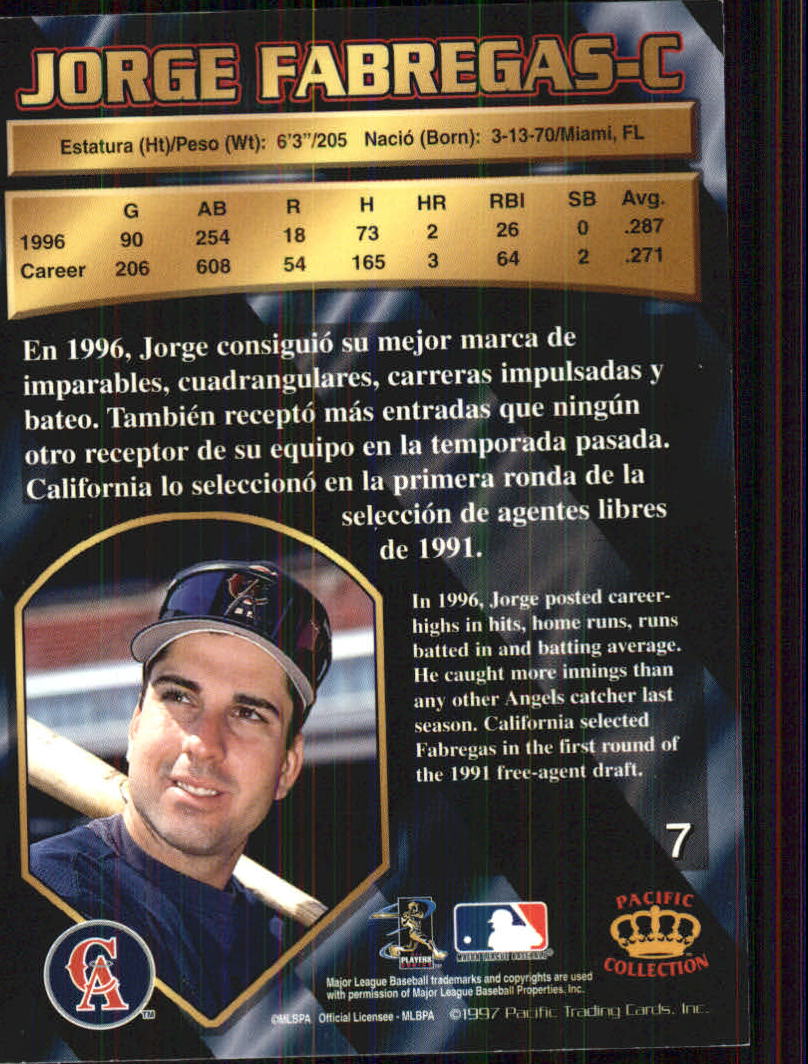 JORGE FABREGAS-C
Estatura (Ht)/Peso (Wt): 6'3"/205 Nació (Born): 3-13-70/Miami, FL
G AB R H HR RBI SB Avg.
1996 90 254 18 73 2 26 0 .287
Career 206 608 54 165 3 64 2 .271
En 1996, Jorge consiguió su mejor marca de
imparables, cuadrangulares, carreras impulsadas y
bateo. También receptó más entradas que ningún
otro receptor de su equipo en la temporada pasada.
California lo seleccionó en la primera ronda de la
selección de agentes libres
de 1991.
In 1996, Jorge posted career-
highs in hits, home runs, runs
batted in and batting average.
He caught more innings than
any other Angels catcher last
season. California selected
Fabregas in the first round of
the 1991 free-agent draft.
7
CA
CA
TM
PLAYERS
CHOICE
MAJOR LEAGUE BASEBALL®
PACIFIC
COLLECTION
Major League Baseball trademarks and copyrights are used
with permission of Major League Baseball Properties, Inc.
©MLBPA Official Licensee - MLBPA ©1997 Pacific Trading Cards, Inc.